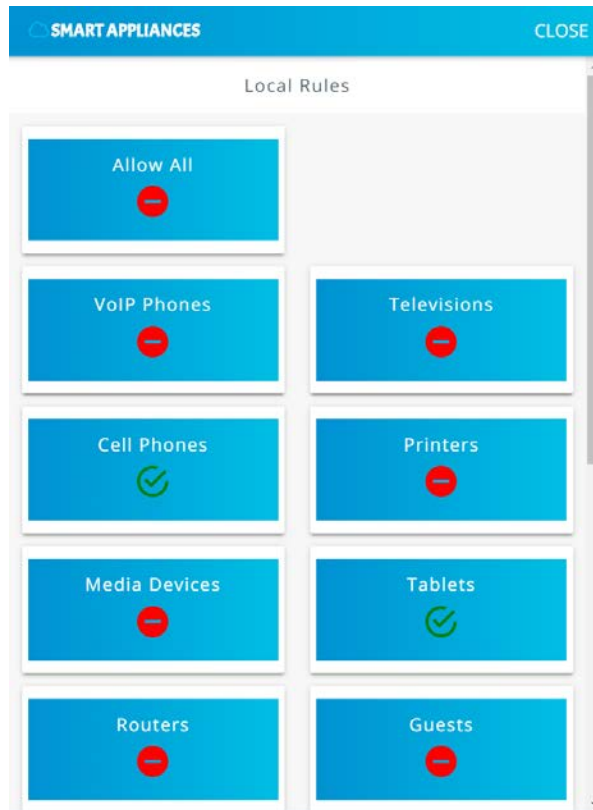 SMART APPLIANCES CLOSE
Local Rules
Allow All
VoIP Phones Televisions
Cell Phones Printers
Media Devices Tablets
Routers Guests